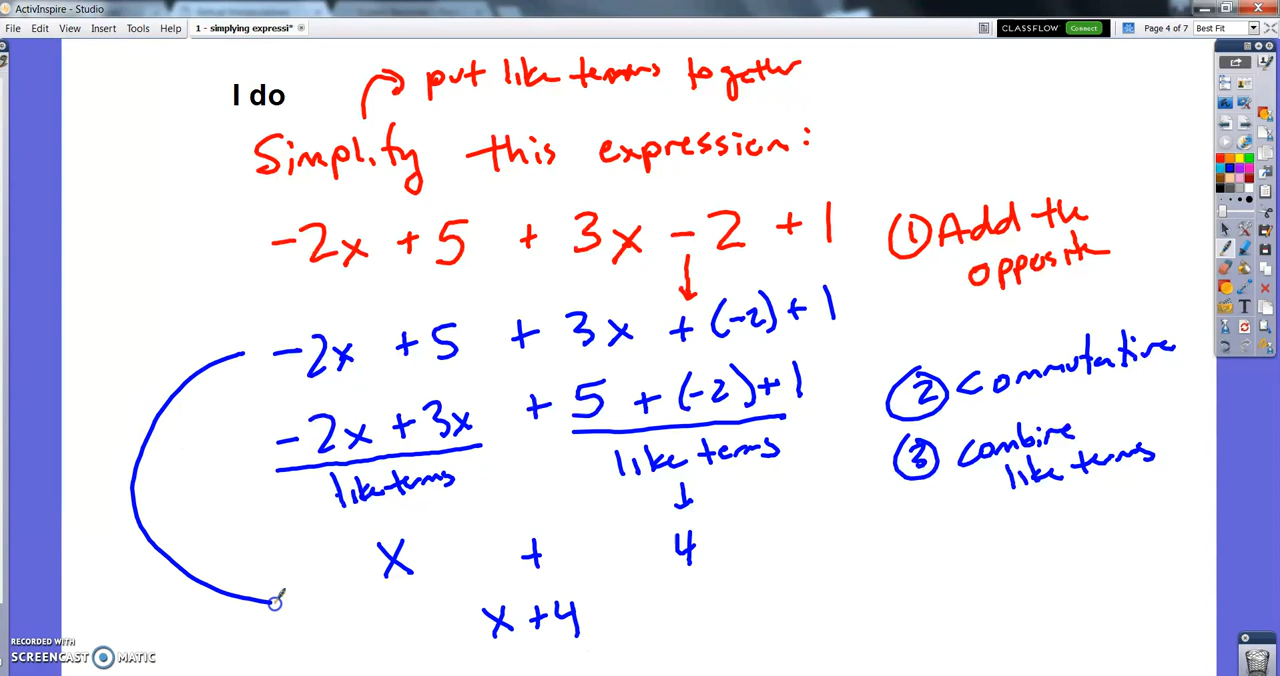 ActivInspire - Studio
File Edit View Insert Tools Help 1 - simplying expressi* CLASSFLOW Connect Page 4 of 7 Best Fit
put like terms together
I do
Simplify this expression:
-2x + 5 + 3x - 2 + 1
① Add the
opposite
-2x + 5 + 3x + (-2) + 1
② Commutative
-2x + 3x + 5 + (-2) + 1
③ Combine
like terms
like terms
like terms
x + 4
x + 4
RECORDED WITH
SCREENCAST MATIC